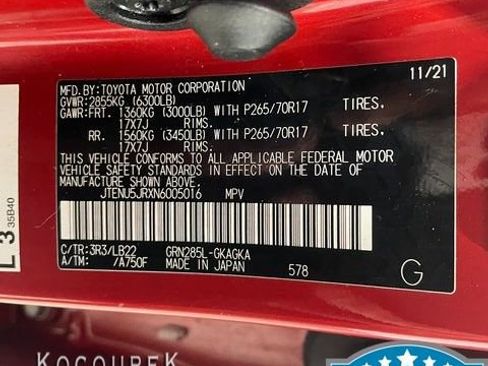 MFD. BY: TOYOTA MOTOR CORPORATION 11/21
GVWR: 2855KG (6300LB)
GAWR: FRT. 1360KG (3000LB) WITH P265/70R17 TIRES.
17X7J RIMS.
RR. 1560KG (3450LB) WITH P265/70R17 TIRES.
17X7J RIMS.
THIS VEHICLE CONFORMS TO ALL APPLICABLE FEDERAL MOTOR
VEHICLE SAFETY STANDARDS IN EFFECT ON THE DATE OF
MANUFACTURE SHOWN ABOVE.
JTENU5JRXN6005016 MPV
C/TR: 3R3/LB22 GRN285L-GKAGKA
A/TM: /A750F MADE IN JAPAN 578 G
L 3
35B40
KOCOUREK